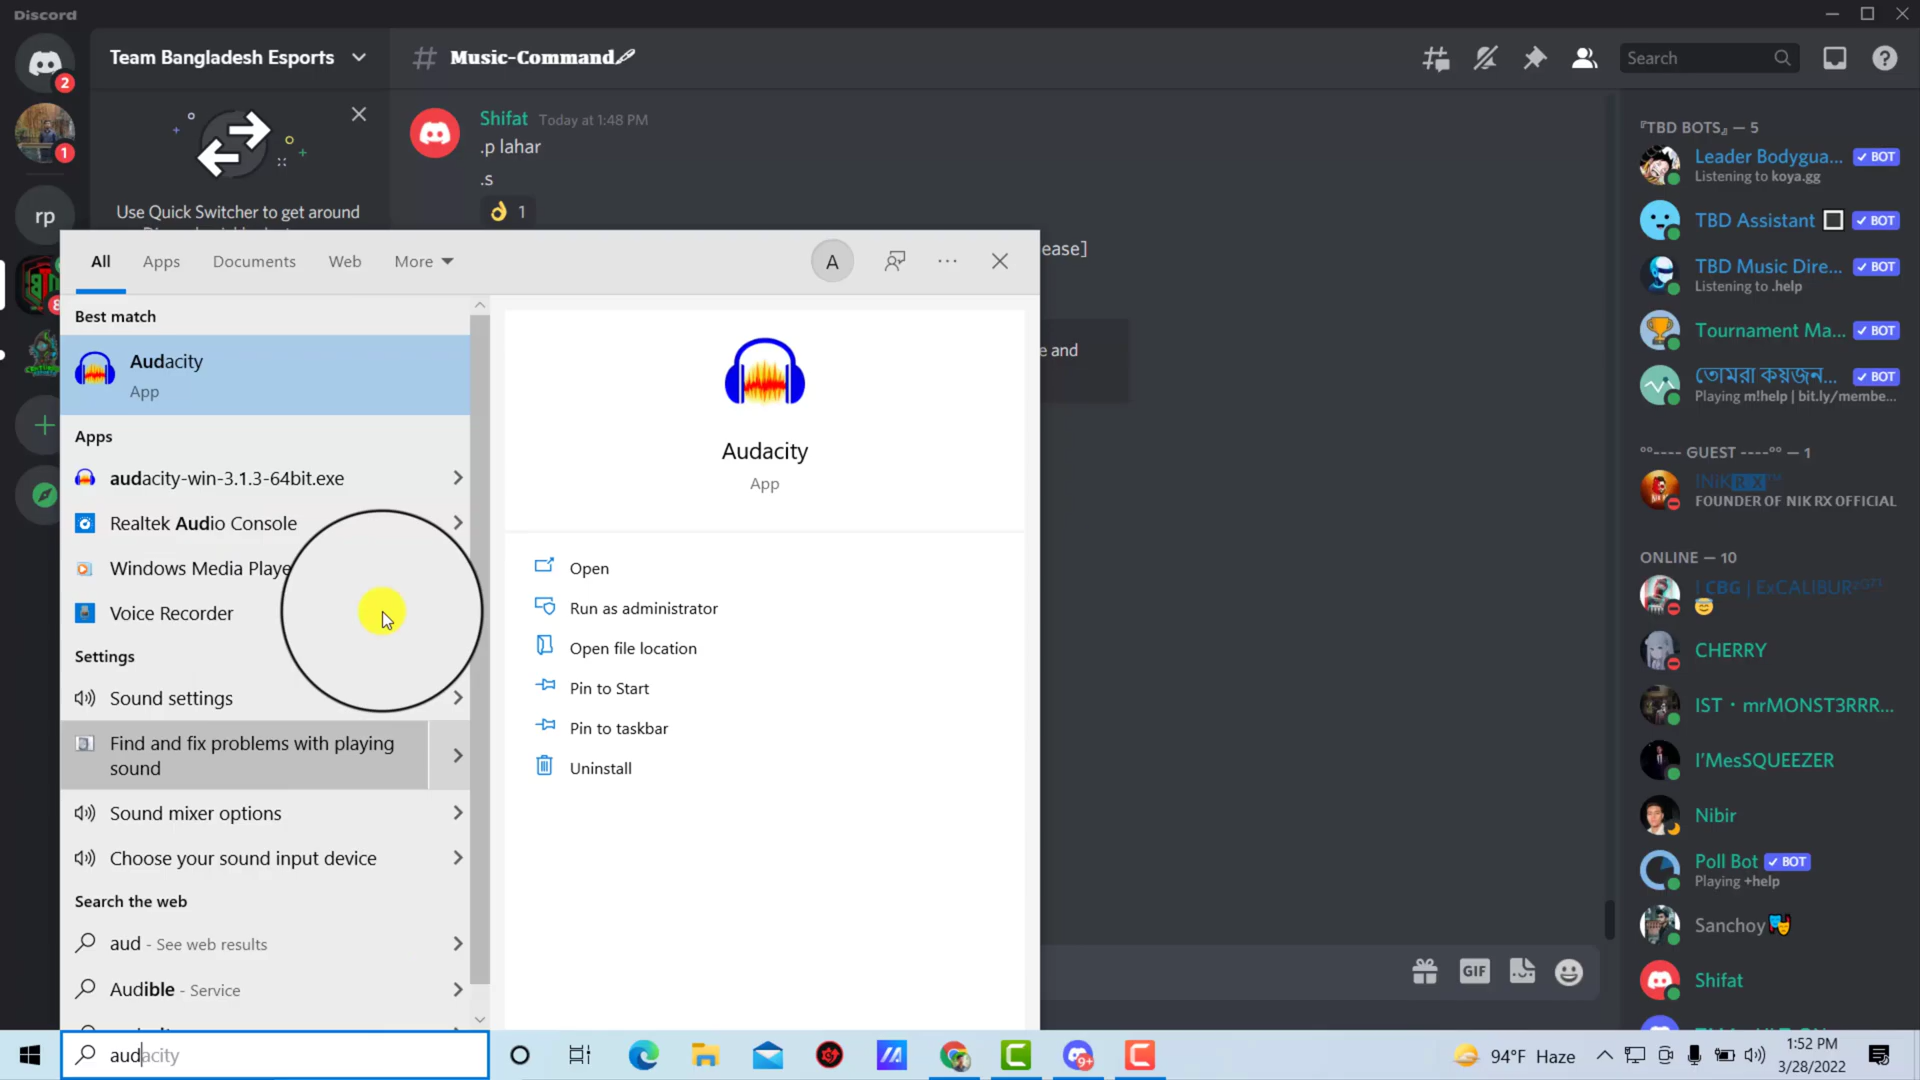 Discord
Team Bangladesh Esports
Music-Command🖊
Search
2
1
rp
Use Quick Switcher to get around
Shifat Today at 1:48 PM
.p lahar
.s
👌 1
ease]
e and
All Apps Documents Web More A
Best match
Audacity
App
Apps
audacity-win-3.1.3-64bit.exe
Realtek Audio Console
Windows Media Playe
Voice Recorder
Settings
Sound settings
Find and fix problems with playing
sound
Sound mixer options
Choose your sound input device
Search the web
aud - See web results
Audible - Service
audacity
Audacity
App
Open
Run as administrator
Open file location
Pin to Start
Pin to taskbar
Uninstall
『TBD BOTS』 — 5
Leader Bodygua... ✓ BOT
Listening to koya.gg
TBD Assistant 🔲 ✓ BOT
TBD Music Dire... ✓ BOT
Listening to .help
Tournament Ma... ✓ BOT
তোমরা কয়জন... ✓ BOT
Playing m!help | bit.ly/membe...
°°---- GUEST ----°° — 1
FOUNDER OF NIK RX OFFICIAL
ONLINE — 10
😇
CHERRY
IST・mrMONST3RRR...
I'MesSQUEEZER
Nibir
Poll Bot ✓ BOT
Playing +help
Sanchoy🎭
Shifat
GIF
9+
94°F Haze
1:52 PM
3/28/2022